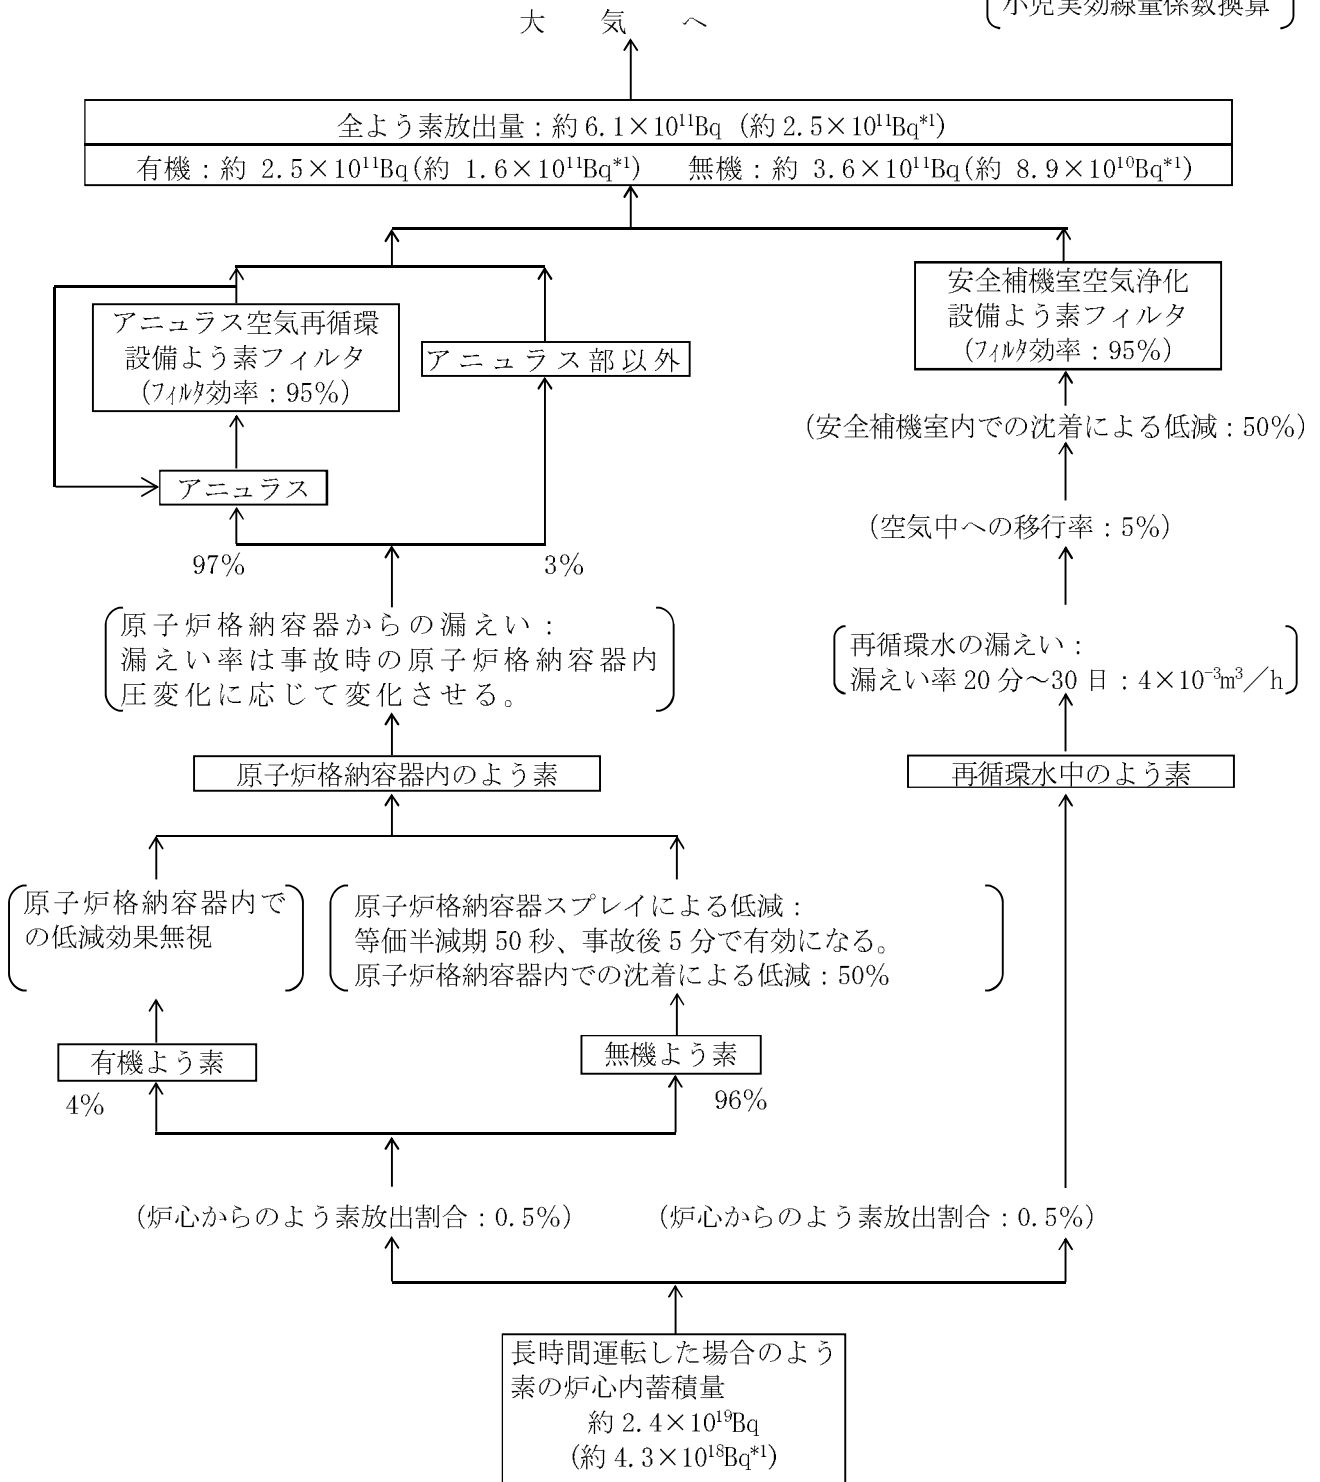 小児実効線量係数換算
大気へ
全よう素放出量：約6.1×10¹¹Bq (約2.5×10¹¹Bq*¹)
有機：約 2.5×10¹¹Bq(約 1.6×10¹¹Bq*¹)　無機：約 3.6×10¹¹Bq(約 8.9×10¹⁰Bq*¹)
アニュラス空気再循環
設備よう素フィルタ
(フィルタ効率：95%)
アニュラス部以外
安全補機室空気浄化
設備よう素フィルタ
(フィルタ効率：95%)
(安全補機室内での沈着による低減：50%)
アニュラス
(空気中への移行率：5%)
97%
3%
原子炉格納容器からの漏えい：
漏えい率は事故時の原子炉格納容器内
圧変化に応じて変化させる。
再循環水の漏えい：
漏えい率20分～30日：4×10⁻³m³／h
原子炉格納容器内のよう素
再循環水中のよう素
原子炉格納容器内で
の低減効果無視
原子炉格納容器スプレイによる低減：
等価半減期50秒、事故後5分で有効になる。
原子炉格納容器内での沈着による低減：50%
有機よう素
無機よう素
4%
96%
(炉心からのよう素放出割合：0.5%)
(炉心からのよう素放出割合：0.5%)
長時間運転した場合のよう
素の炉心内蓄積量
約2.4×10¹⁹Bq
(約4.3×10¹⁸Bq*¹)